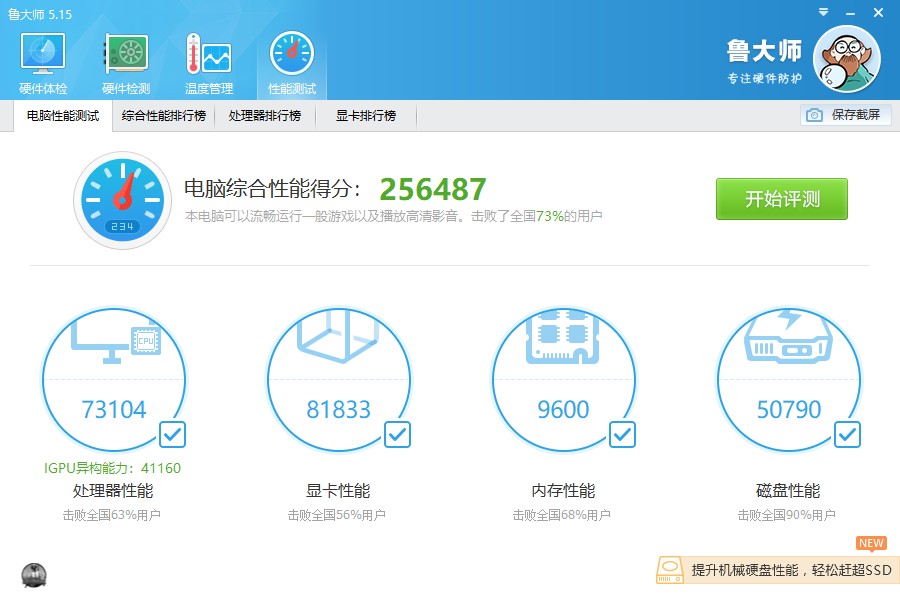 鲁大师 5.15
硬件体检 硬件检测 温度管理 性能测试
鲁大师
专注硬件防护
电脑性能测试 综合性能排行榜 处理器排行榜 显卡排行榜 保存截屏
电脑综合性能得分： 256487
本电脑可以流畅运行一般游戏以及播放高清影音。击败了全国73%的用户
开始评测
234
CPU
73104 81833 9600 50790
IGPU异构能力：41160
处理器性能 显卡性能 内存性能 磁盘性能
击败全国63%用户 击败全国56%用户 击败全国68%用户 击败全国90%用户
NEW
提升机械硬盘性能，轻松赶超SSD